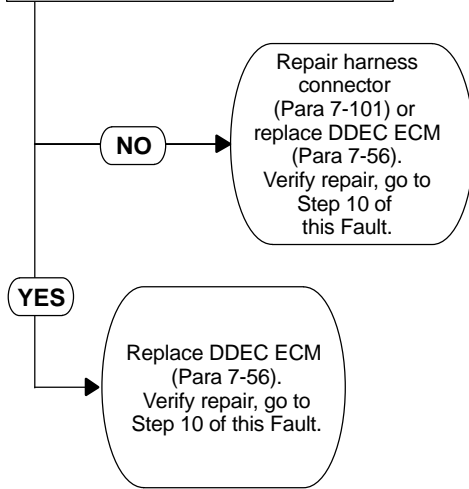 Repair harness
connector
(Para 7-101) or
replace DDEC ECM
(Para 7-56).
Verify repair, go to
Step 10 of
this Fault.
NO
YES
Replace DDEC ECM
(Para 7-56).
Verify repair, go to
Step 10 of this Fault.